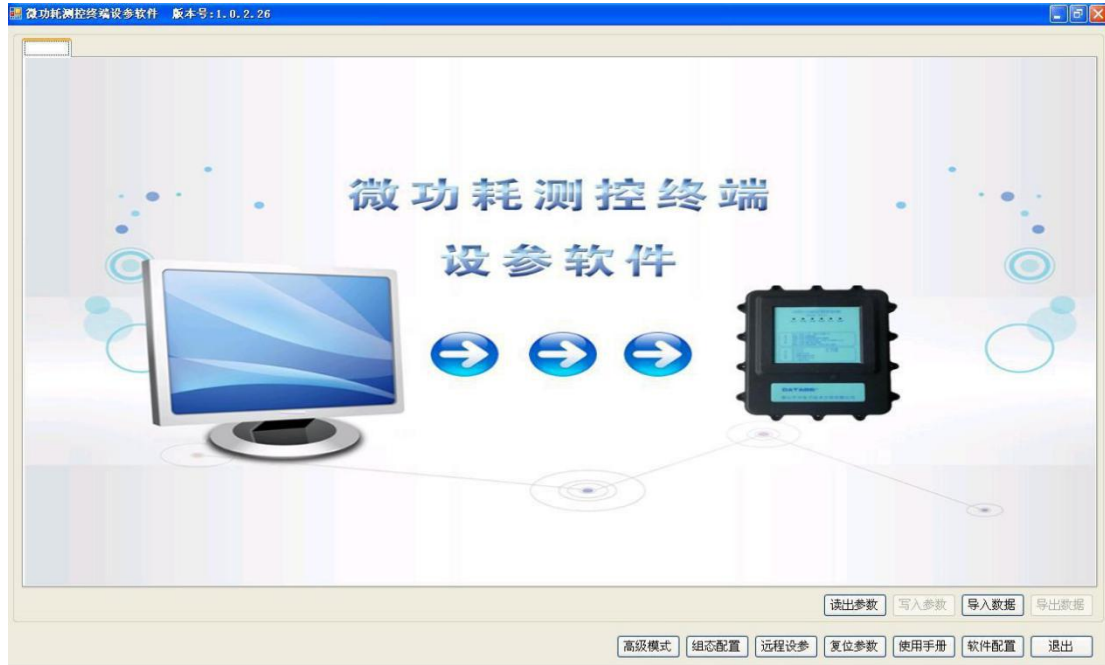 微功耗测控终端设参软件 版本号:1.0.2.26
微功耗测控终端
设参软件
读出参数 写入参数 导入数据 导出数据
高级模式 组态配置 远程设参 复位参数 使用手册 软件配置 退出